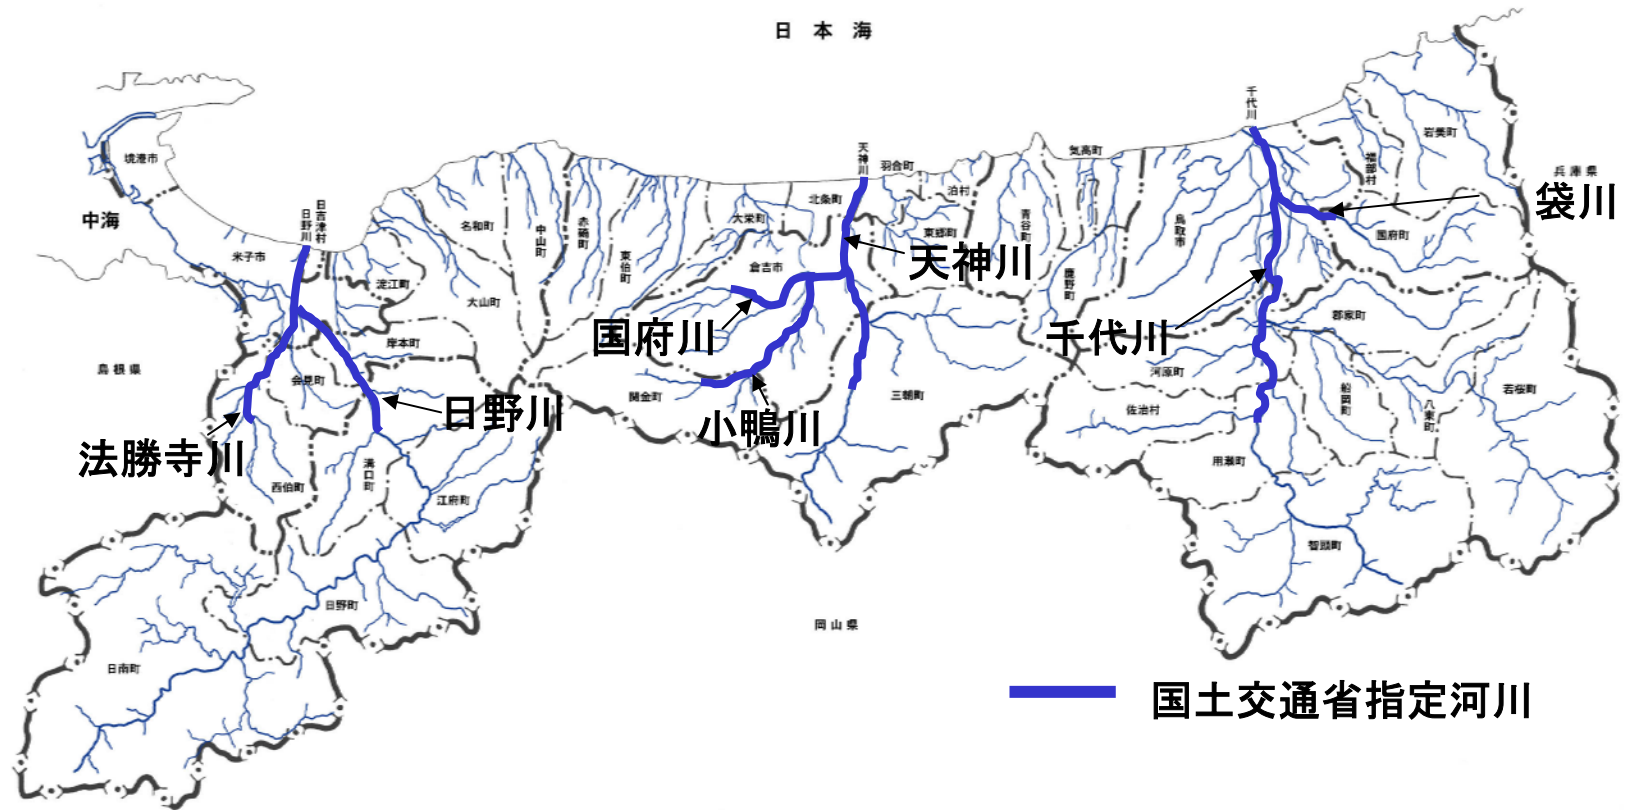 日本海
千代川
岩美町
福部村
兵庫県
袋川
境港市
天神川
羽合町
気高町
泊村
中海
日野川
日吉津村
名和町
中山町
赤碕町
東伯町
大栄町
北条町
東郷町
青谷町
鳥取市
国府町
米子市
淀江町
大山町
倉吉市
天神川
鹿野町
国府川
千代川
郡家町
岸本町
島根県
会見町
関金町
三朝町
河原町
船岡町
八東町
若桜町
佐治村
日野川
小鴨川
法勝寺川
溝口町
西伯町
江府町
用瀬町
智頭町
日野町
岡山県
日南町
国土交通省指定河川